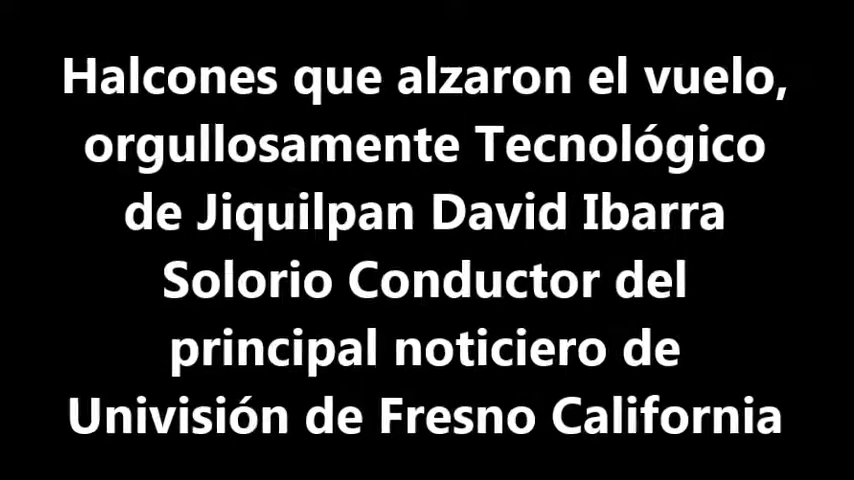 Halcones que alzaron el vuelo,
orgullosamente Tecnológico
de Jiquilpan David Ibarra
Solorio Conductor del
principal noticiero de
Univisión de Fresno California